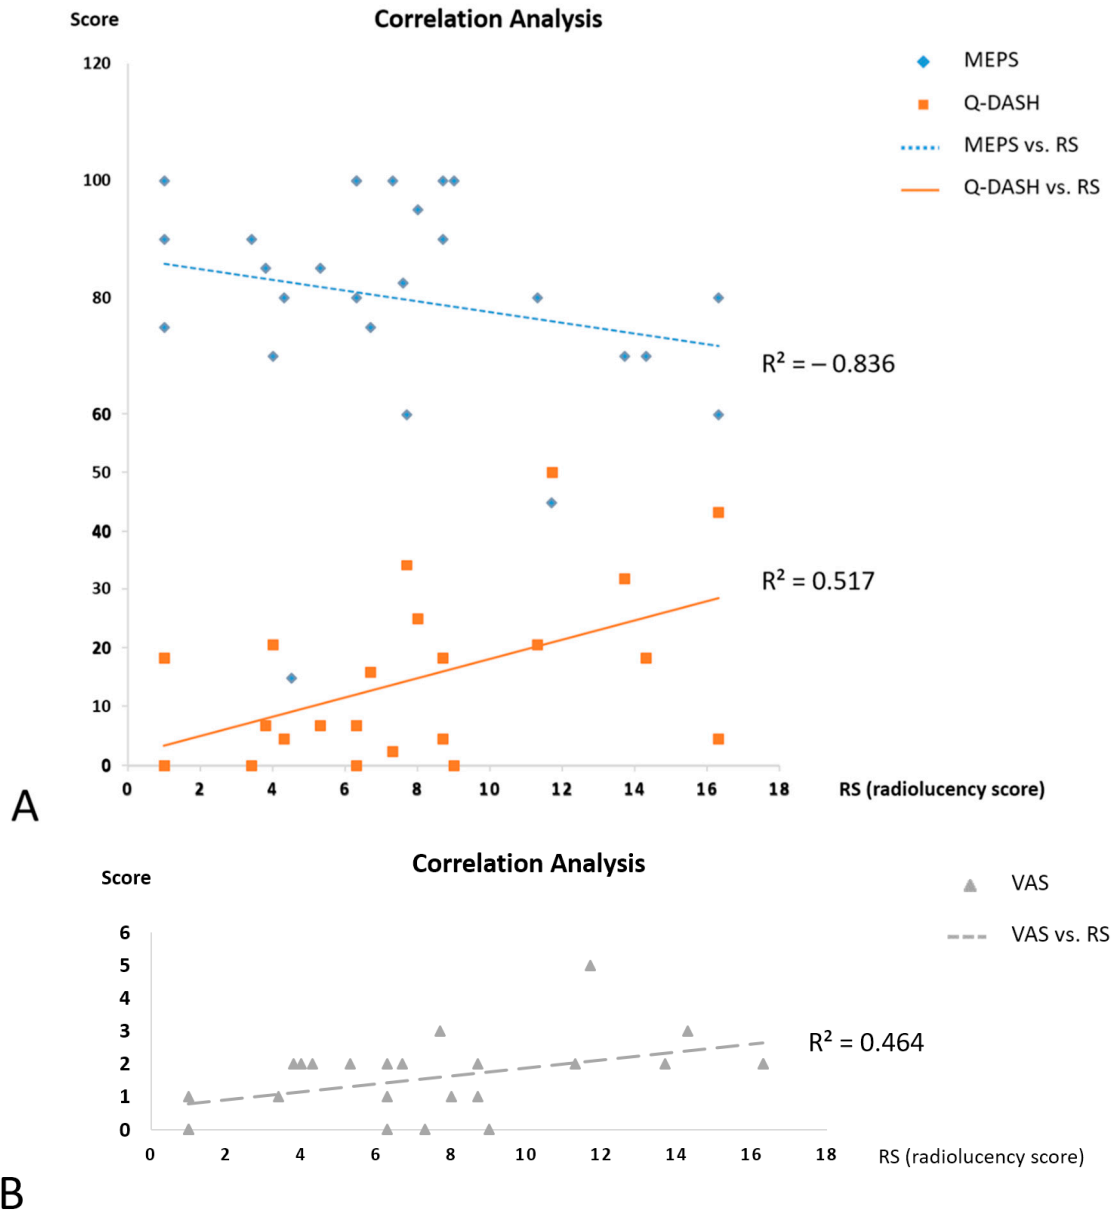 Score
Correlation Analysis
MEPS
Q-DASH
MEPS vs. RS
Q-DASH vs. RS
120
100
80
60
50
40
30
20
10
0
R² = – 0.836
R² = 0.517
0 2 4 6 8 10 12 14 16 18
RS (radiolucency score)
A
Correlation Analysis
Score
VAS
VAS vs. RS
6
5
4
3
2
1
0
R² = 0.464
0 2 4 6 8 10 12 14 16 18
RS (radiolucency score)
B